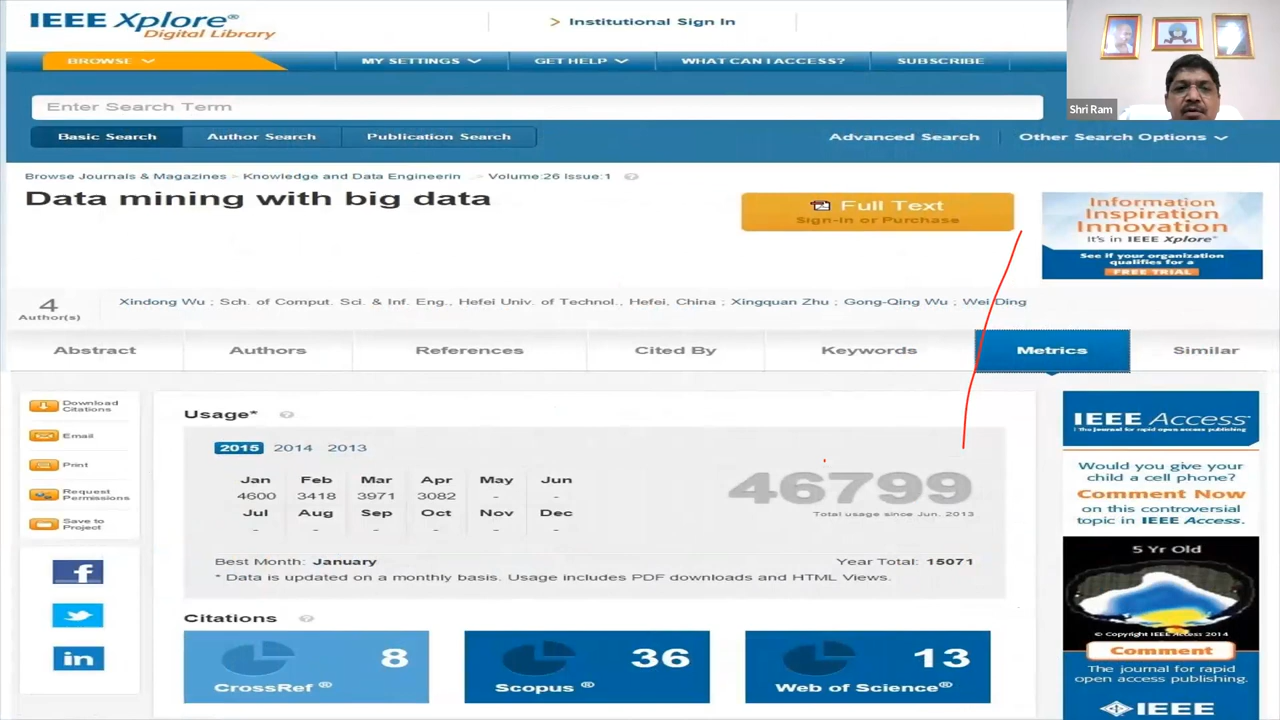 IEEE Xplore®
Digital Library
> Institutional Sign In
BROWSE
MY SETTINGS
GET HELP
WHAT CAN I ACCESS?
SUBSCRIBE
Enter Search Term
Basic Search
Author Search
Publication Search
Advanced Search
Other Search Options
Shri Ram
Browse Journals & Magazines > Knowledge and Data Engineerin ...> Volume:26 Issue:1
Data mining with big data
Full Text
Sign-In or Purchase
Information
Inspiration
Innovation
It's in IEEE Xplore®
See if your organization
qualifies for a
FREE TRIAL
4
Author(s)
Xindong Wu ; Sch. of Comput. Sci. & Inf. Eng., Hefei Univ. of Technol., Hefei, China ; Xingquan Zhu ; Gong-Qing Wu ; Wei Ding
Abstract
Authors
References
Cited By
Keywords
Metrics
Similar
Download
Citations
Email
Print
Request
Permissions
Save to
Project
Usage*
2015 2014 2013
Jan Feb Mar Apr May Jun
4600 3418 3971 3082 - -
Jul Aug Sep Oct Nov Dec
- - - - - -
46799
Total usage since Jun. 2013
Best Month: January
Year Total: 15071
* Data is updated on a monthly basis. Usage includes PDF downloads and HTML Views.
Citations
8
CrossRef ®
36
Scopus ®
13
Web of Science®
IEEE Access
The journal for rapid open access publishing
Would you give your
child a cell phone?
Comment Now
on this controversial
topic in IEEE Access.
5 Yr Old
© Copyright IEEE Access 2014
Comment
The journal for rapid
open access publishing.
IEEE